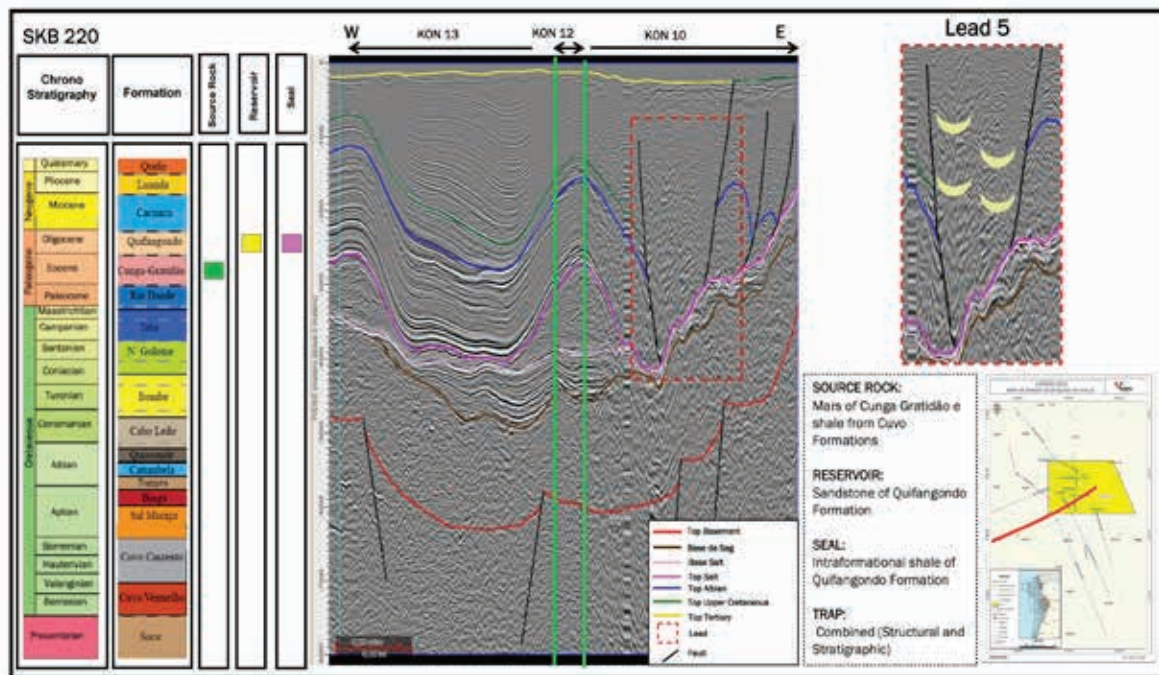 SKB 220
W
KON 13
KON 12
KON 10
E
Lead 5
Chrono
Stratigraphy
Formation
Source Rock
Reservoir
Seal
Neogene
Quaternary
Pliocene
Miocene
Paleogene
Oligocene
Eocene
Paleocene
Cretaceous
Maastrichtian
Campanian
Santonian
Coniacian
Turonian
Cenomanian
Albian
Aptian
Barremian
Hauterivian
Valanginian
Berriasian
Precambrian
Quelo
Luanda
Cacuaco
Quifangondo
Cunga-Gratidão
Rio Dande
Teba
N' Golome
Itombe
Cabo Ledo
Quissonde
Catumbela
Tuenza
Binga
Sal Maciço
Cuvo Cinzento
Cuvo Vermelho
Soco
Top Basement
Base da Sag
Base Salt
Top Salt
Top Albian
Top Upper Cretaceous
Top Tertiary
Lead
Fault
SOURCE ROCK:
Mars of Cunga Gratidão e
shale from Cuvo
Formations
RESERVOIR:
Sandstone of Quifangondo
Formation
SEAL:
Intraformational shale of
Quifangondo Formation
TRAP:
Combined (Structural and
Stratigraphic)